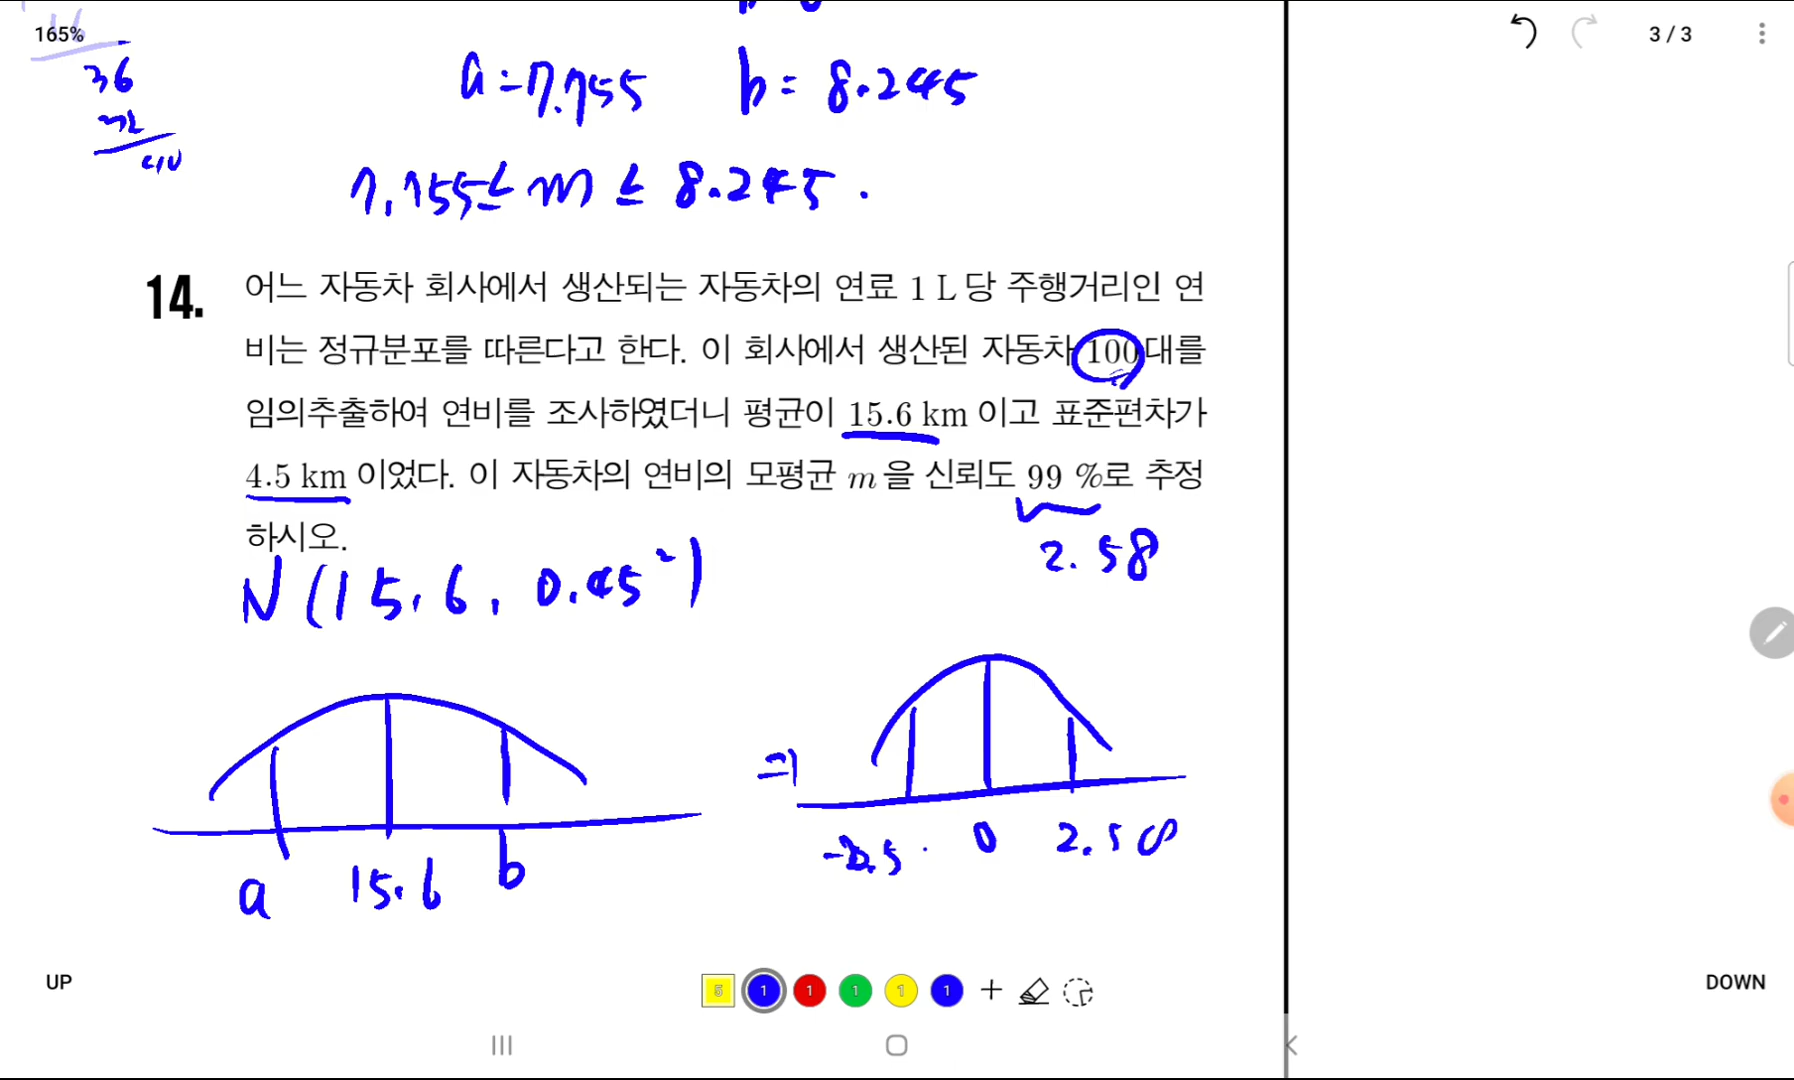 165%
3 / 3
36
32
a = 7.755 b = 8.245
7.755 ≤ m ≤ 8.245 .
14. 어느 자동차 회사에서 생산되는 자동차의 연료 1 L 당 주행거리인 연
비는 정규분포를 따른다고 한다. 이 회사에서 생산된 자동차 100 대를
임의추출하여 연비를 조사하였더니 평균이 15.6 km 이고 표준편차가
4.5 km 이었다. 이 자동차의 연비의 모평균 m 을 신뢰도 99 %로 추정
하시오.
2.58
N(15.6, 0.45²)
⇒
a 15.6 b
0 2.58
UP
DOWN
5 1 1 1 1 1